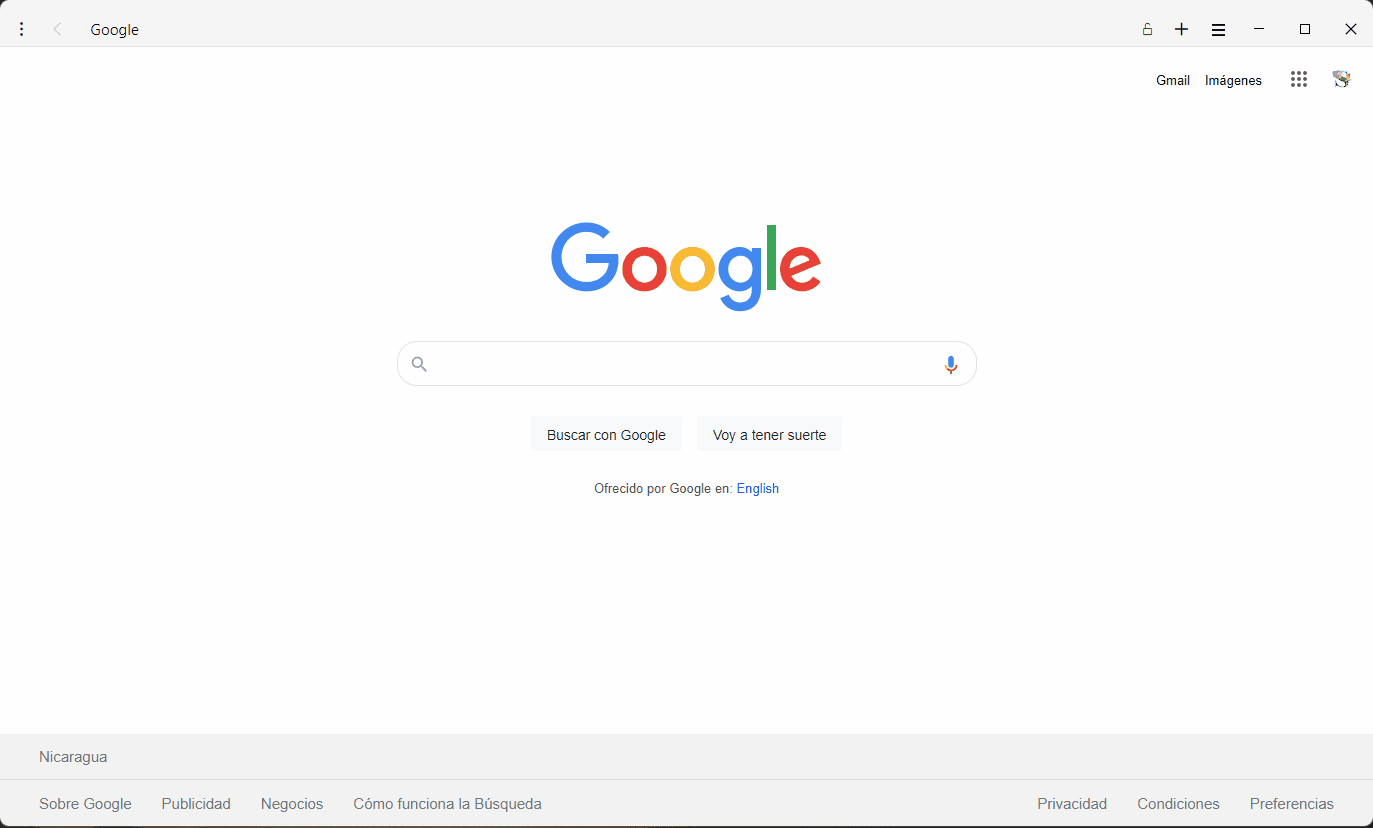 Google
Gmail Imágenes
Google
Buscar con Google Voy a tener suerte
Ofrecido por Google en: English
Nicaragua
Sobre Google Publicidad Negocios Cómo funciona la Búsqueda Privacidad Condiciones Preferencias